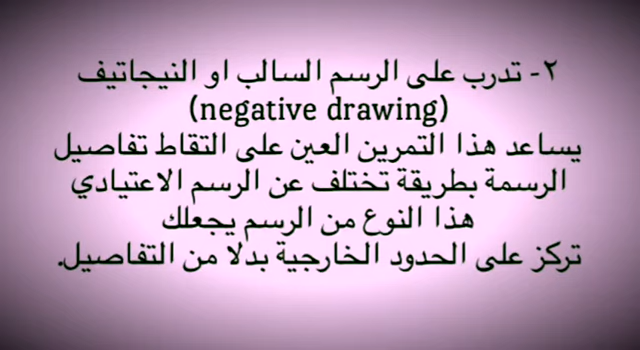 ٢- تدرب على الرسم السالب او النيجاتيف
(negative drawing)
يساعد هذا التمرين العين على التقاط تفاصيل
الرسمة بطريقة تختلف عن الرسم الاعتيادي
هذا النوع من الرسم يجعلك
تركز على الحدود الخارجية بدلا من التفاصيل.